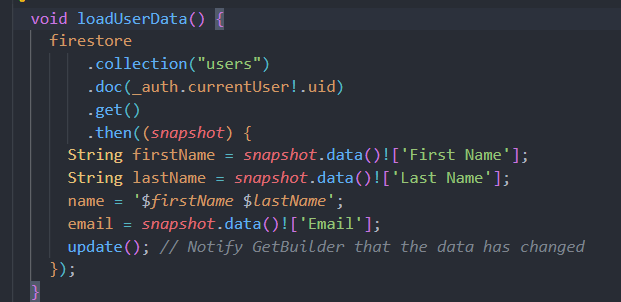 void loadUserData() {
firestore
.collection("users")
.doc(_auth.currentUser!.uid)
.get()
.then((snapshot) {
String firstName = snapshot.data()!['First Name'];
String lastName = snapshot.data()!['Last Name'];
name = '$firstName $lastName';
email = snapshot.data()!['Email'];
update(); // Notify GetBuilder that the data has changed
});
}